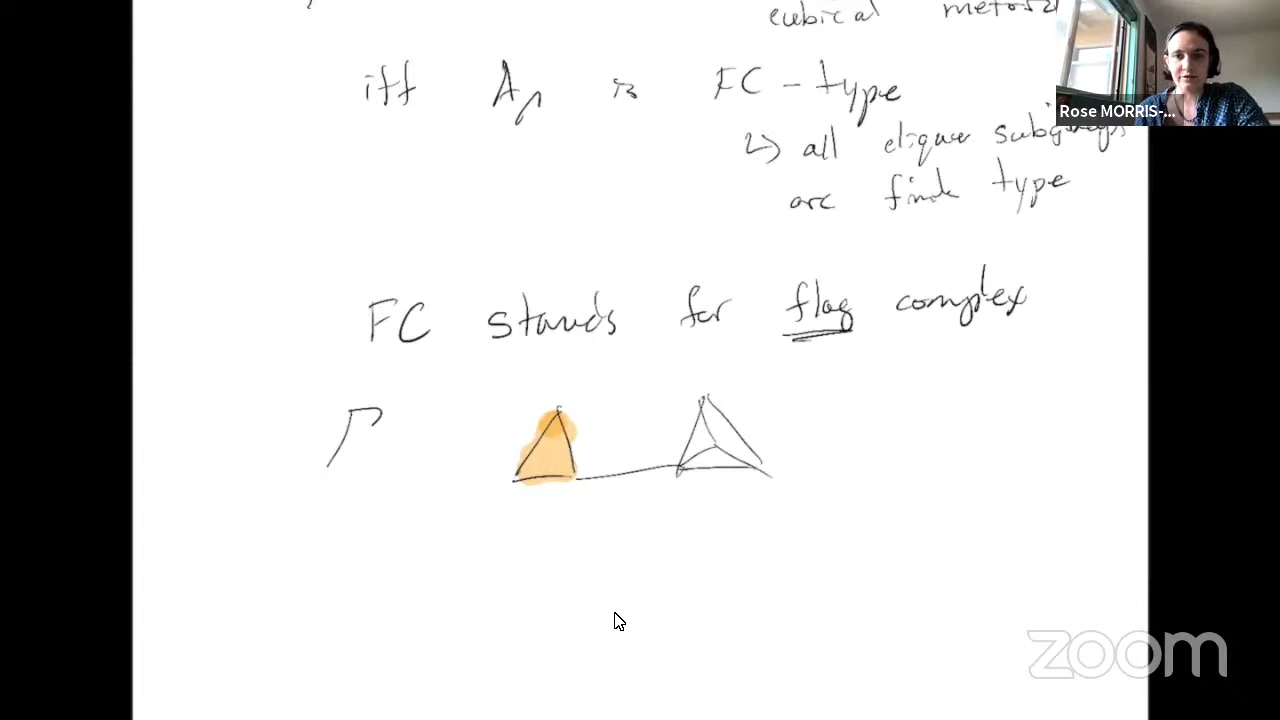 cubical
Rose MORRIS-...
iff A_Γ is FC - type
↳ all clique subgroups
are finite type
FC stands for flag complex
Γ
zoom